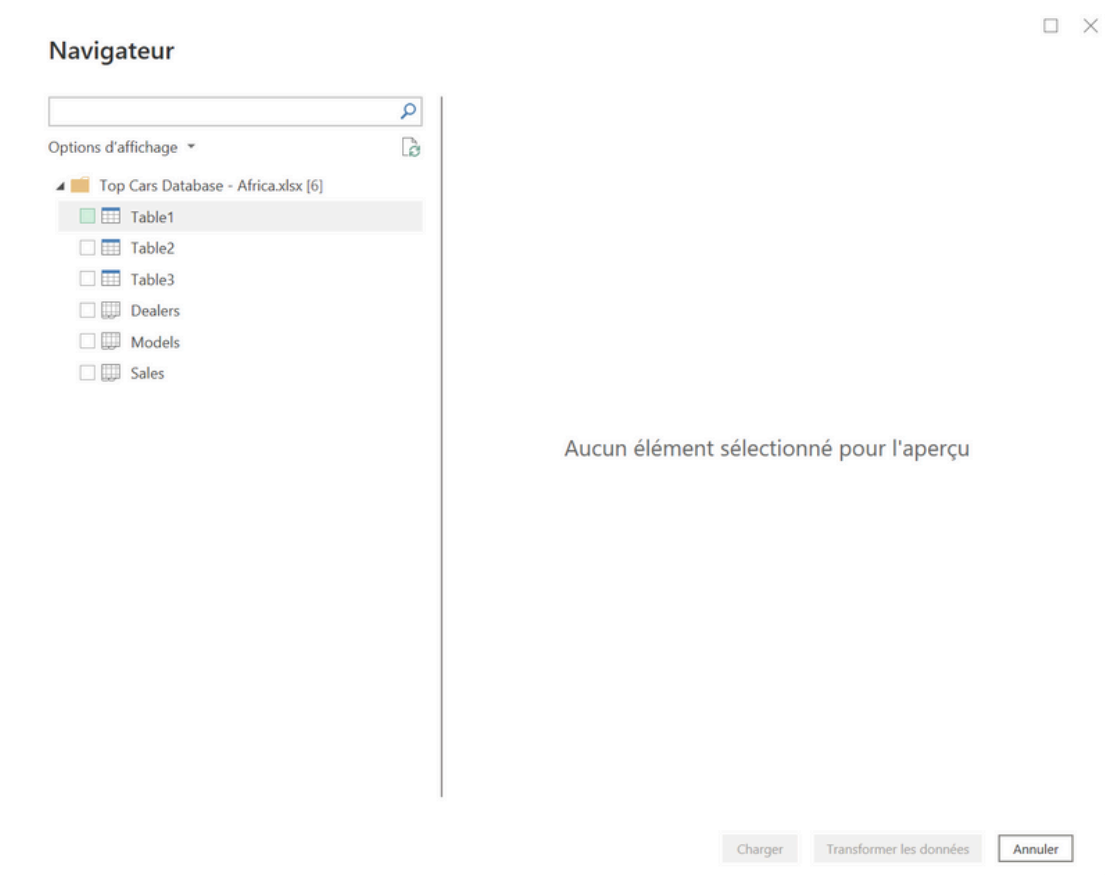 Navigateur
Options d'affichage
Top Cars Database - Africa.xlsx [6]
Table1
Table2
Table3
Dealers
Models
Sales
Aucun élément sélectionné pour l'aperçu
Charger
Transformer les données
Annuler